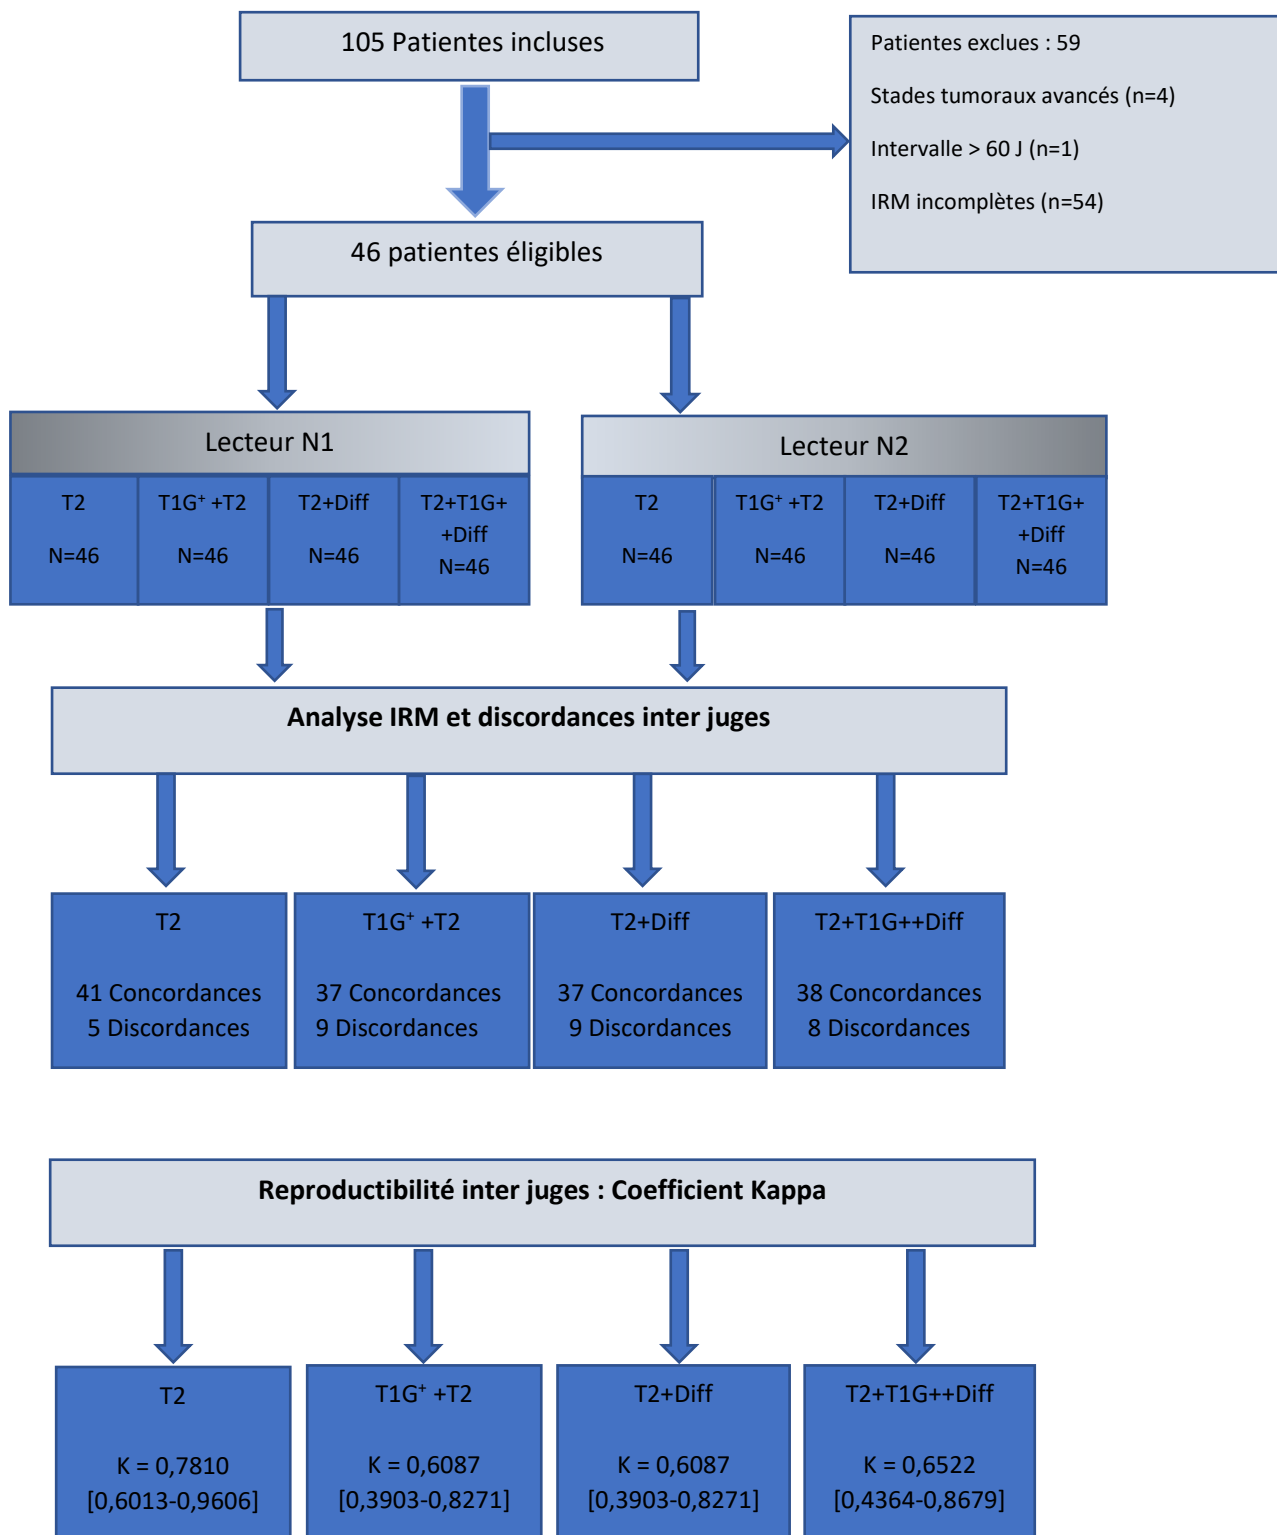 105 Patientes incluses
Patientes exclues : 59
Stades tumoraux avancés (n=4)
Intervalle > 60 J (n=1)
IRM incomplètes (n=54)
46 patientes éligibles
Lecteur N1
T2
N=46
T1G⁺ +T2
N=46
T2+Diff
N=46
T2+T1G+
+Diff
N=46
Lecteur N2
T2
N=46
T1G⁺ +T2
N=46
T2+Diff
N=46
T2+T1G+
+Diff
N=46
Analyse IRM et discordances inter juges
T2
41 Concordances
5 Discordances
T1G⁺ +T2
37 Concordances
9 Discordances
T2+Diff
37 Concordances
9 Discordances
T2+T1G++Diff
38 Concordances
8 Discordances
Reproductibilité inter juges : Coefficient Kappa
T2
K = 0,7810
[0,6013-0,9606]
T1G⁺ +T2
K = 0,6087
[0,3903-0,8271]
T2+Diff
K = 0,6087
[0,3903-0,8271]
T2+T1G++Diff
K = 0,6522
[0,4364-0,8679]